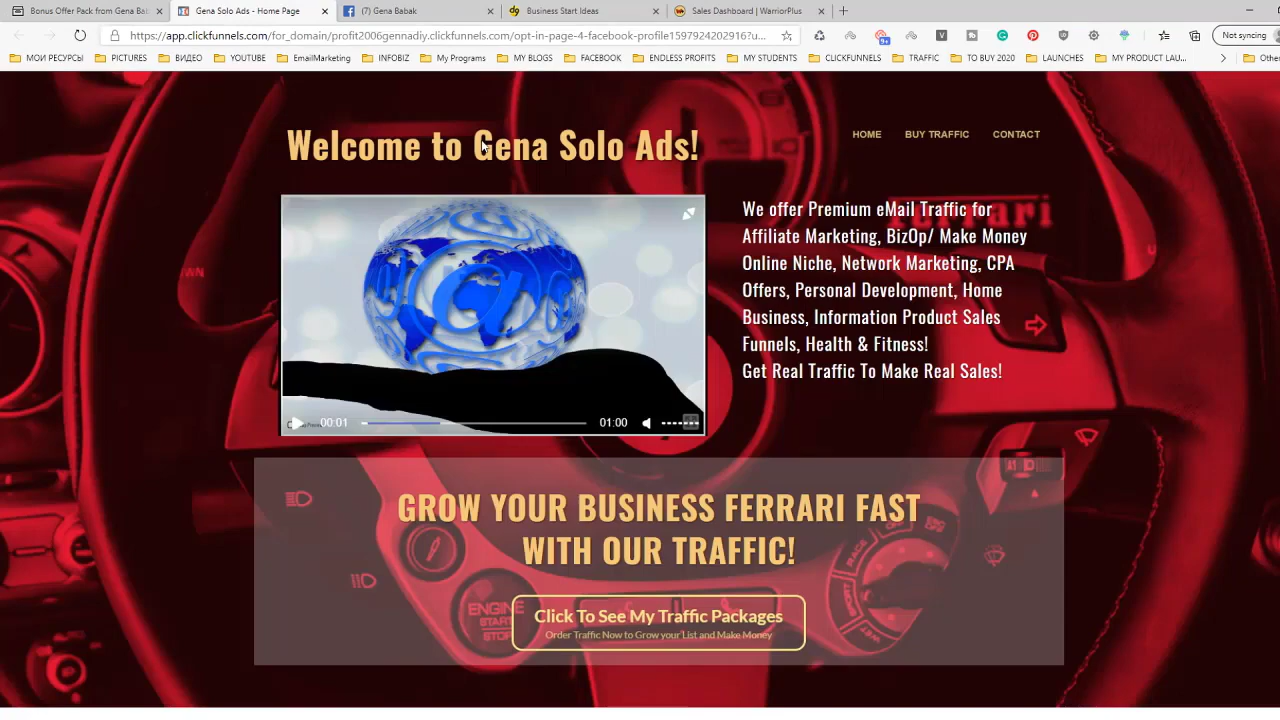 Bonus Offer Pack from Gena Ba
Gena Solo Ads - Home Page
(7) Gena Babak
Business Start Ideas
Sales Dashboard | WarriorPlus
https://app.clickfunnels.com/for_domain/profit2006gennadiy.clickfunnels.com/opt-in-page-4-facebook-profile1597924202916?u...
9+
Not syncing
МОИ РЕСУРСЫ
PICTURES
ВИДЕО
YOUTUBE
EmailMarketing
INFOBIZ
My Programs
MY BLOGS
FACEBOOK
ENDLESS PROFITS
MY STUDENTS
CLICKFUNNELS
TRAFFIC
TO BUY 2020
LAUNCHES
MY PRODUCT LAU...
Other
Welcome to Gena Solo Ads!
HOME
BUY TRAFFIC
CONTACT
We offer Premium eMail Traffic for
Affiliate Marketing, BizOp/ Make Money
Online Niche, Network Marketing, CPA
Offers, Personal Development, Home
Business, Information Product Sales
Funnels, Health & Fitness!
Get Real Traffic To Make Real Sales!
00:01
01:00
GROW YOUR BUSINESS FERRARI FAST
WITH OUR TRAFFIC!
Click To See My Traffic Packages
Order Traffic Now to Grow your List and Make Money
ENGINE
START
STOP
RACE
SPORT
WET